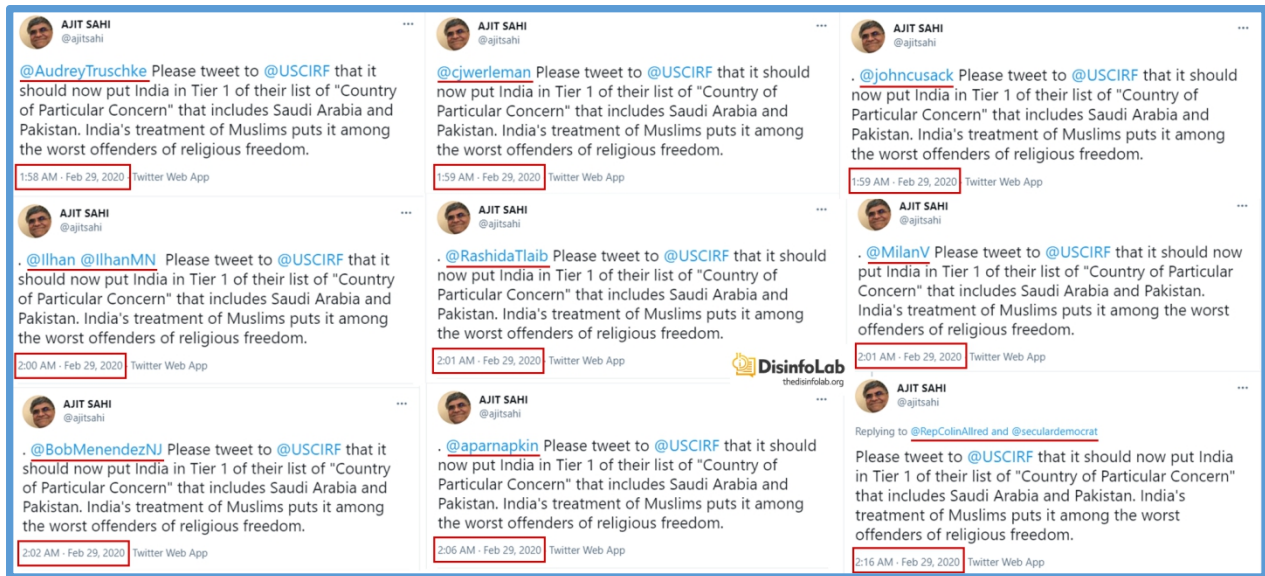 AJIT SAHI
@ajitsahi
@AudreyTruschke Please tweet to @USCIRF that it
should now put India in Tier 1 of their list of "Country
of Particular Concern" that includes Saudi Arabia and
Pakistan. India's treatment of Muslims puts it among
the worst offenders of religious freedom.
1:58 AM · Feb 29, 2020 · Twitter Web App
AJIT SAHI
@ajitsahi
@cjwerleman Please tweet to @USCIRF that it should
now put India in Tier 1 of their list of "Country of
Particular Concern" that includes Saudi Arabia and
Pakistan. India's treatment of Muslims puts it among
the worst offenders of religious freedom.
1:59 AM · Feb 29, 2020 · Twitter Web App
AJIT SAHI
@ajitsahi
. @johncusack Please tweet to @USCIRF that it should
now put India in Tier 1 of their list of "Country of
Particular Concern" that includes Saudi Arabia and
Pakistan. India's treatment of Muslims puts it among
the worst offenders of religious freedom.
1:59 AM · Feb 29, 2020 Twitter Web App
AJIT SAHI
@ajitsahi
. @Ilhan @IlhanMN Please tweet to @USCIRF that it
should now put India in Tier 1 of their list of "Country
of Particular Concern" that includes Saudi Arabia and
Pakistan. India's treatment of Muslims puts it among
the worst offenders of religious freedom.
2:00 AM · Feb 29, 2020 · Twitter Web App
AJIT SAHI
@ajitsahi
. @RashidaTlaib Please tweet to @USCIRF that it should
now put India in Tier 1 of their list of "Country of
Particular Concern" that includes Saudi Arabia and
Pakistan. India's treatment of Muslims puts it among
the worst offenders of religious freedom.
2:01 AM · Feb 29, 2020 · Twitter Web App
AJIT SAHI
@ajitsahi
. @MilanV Please tweet to @USCIRF that it should now
put India in Tier 1 of their list of "Country of Particular
Concern" that includes Saudi Arabia and Pakistan.
India's treatment of Muslims puts it among the worst
offenders of religious freedom.
2:01 AM · Feb 29, 2020 · Twitter Web App
DisinfoLab
thedisinfolab.org
AJIT SAHI
@ajitsahi
. @BobMenendezNJ Please tweet to @USCIRF that it
should now put India in Tier 1 of their list of "Country
of Particular Concern" that includes Saudi Arabia and
Pakistan. India's treatment of Muslims puts it among
the worst offenders of religious freedom.
2:02 AM · Feb 29, 2020 · Twitter Web App
AJIT SAHI
@ajitsahi
. @aparnapkin Please tweet to @USCIRF that it should
now put India in Tier 1 of their list of "Country of
Particular Concern" that includes Saudi Arabia and
Pakistan. India's treatment of Muslims puts it among
the worst offenders of religious freedom.
2:06 AM · Feb 29, 2020 · Twitter Web App
AJIT SAHI
@ajitsahi
Replying to @RepColinAllred and @seculardemocrat
Please tweet to @USCIRF that it should now put India
in Tier 1 of their list of "Country of Particular Concern"
that includes Saudi Arabia and Pakistan. India's
treatment of Muslims puts it among the worst
offenders of religious freedom.
2:16 AM · Feb 29, 2020 · Twitter Web App